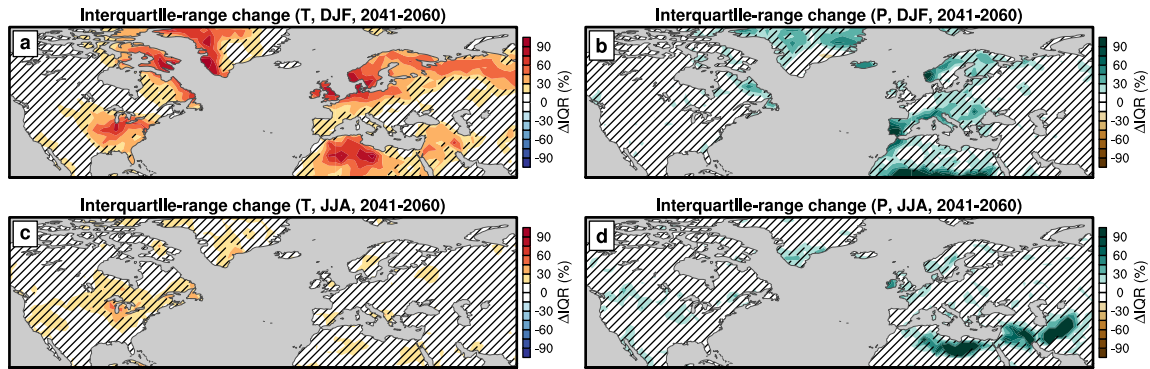 Interquartile-range change (T, DJF, 2041-2060)
a
90
60
30
0
-30
-60
-90
ΔIQR (%)
Interquartile-range change (P, DJF, 2041-2060)
b
90
60
30
0
-30
-60
-90
ΔIQR (%)
Interquartile-range change (T, JJA, 2041-2060)
c
90
60
30
0
-30
-60
-90
ΔIQR (%)
Interquartile-range change (P, JJA, 2041-2060)
d
90
60
30
0
-30
-60
-90
ΔIQR (%)